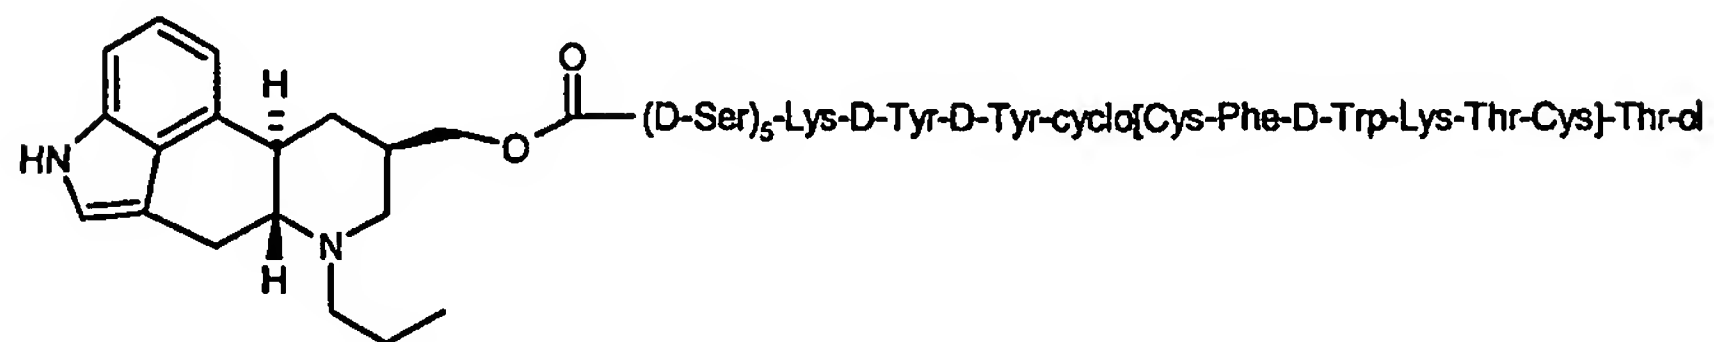 O
H
(D-Ser)5-Lys-D-Tyr-D-Tyr-cyclo[Cys-Phe-D-Trp-Lys-Thr-Cys]-Thr-ol
HN
O
N
H